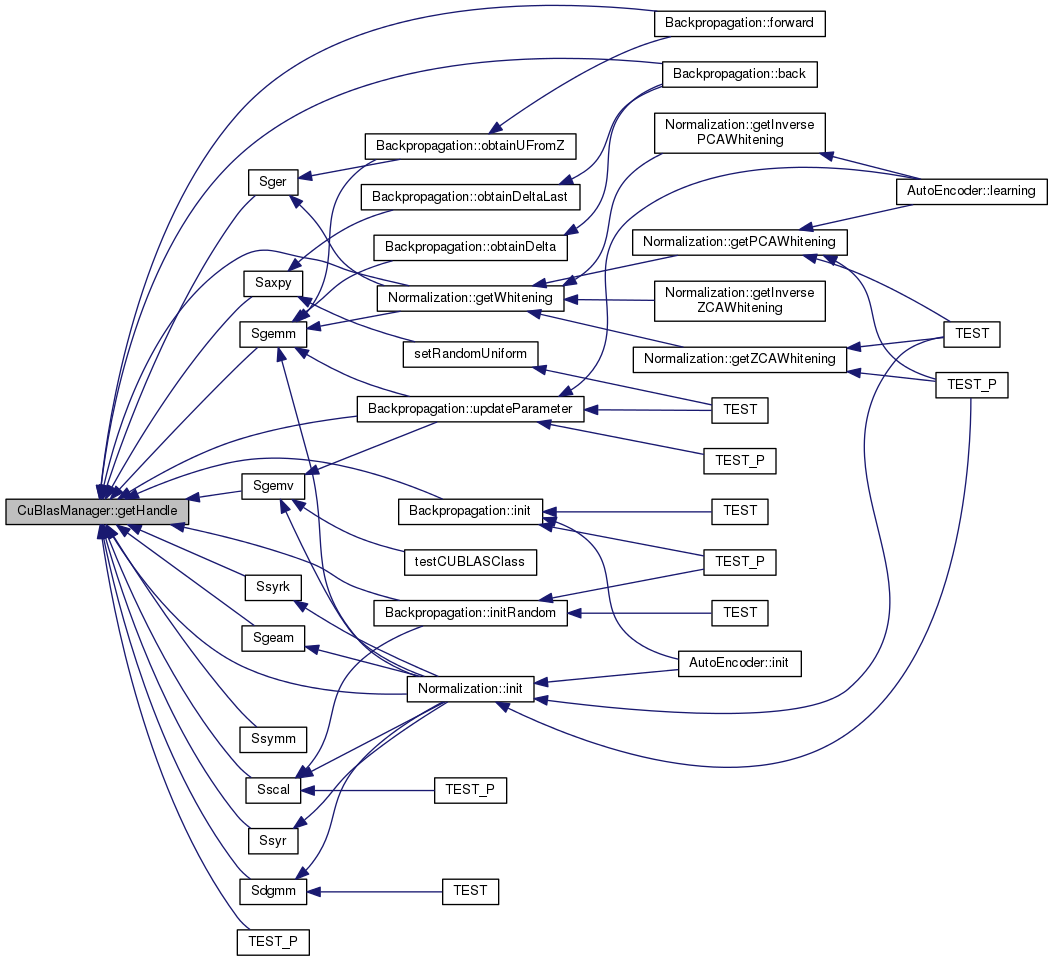 Backpropagation::forward
Backpropagation::back
Normalization::getInverse
PCAWhitening
Backpropagation::obtainUFromZ
Sger
Backpropagation::obtainDeltaLast
AutoEncoder::learning
Backpropagation::obtainDelta
Normalization::getPCAWhitening
Saxpy
Normalization::getWhitening
Normalization::getInverse
ZCAWhitening
Sgemm
TEST
setRandomUniform
Normalization::getZCAWhitening
TEST_P
Backpropagation::updateParameter
TEST
TEST_P
Sgemv
CuBlasManager::getHandle
Backpropagation::init
TEST
testCUBLASClass
TEST_P
Ssyrk
Backpropagation::initRandom
TEST
Sgeam
AutoEncoder::init
Normalization::init
Ssymm
Sscal
TEST_P
Ssyr
Sdgmm
TEST
TEST_P